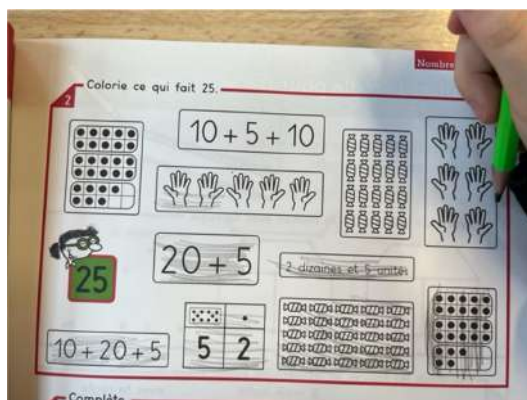 Nombre
2 Colorie ce qui fait 25.
10 + 5 + 10
25
20 + 5
2 dizaines et 5 unités
10 + 20 + 5
5 2
Complète